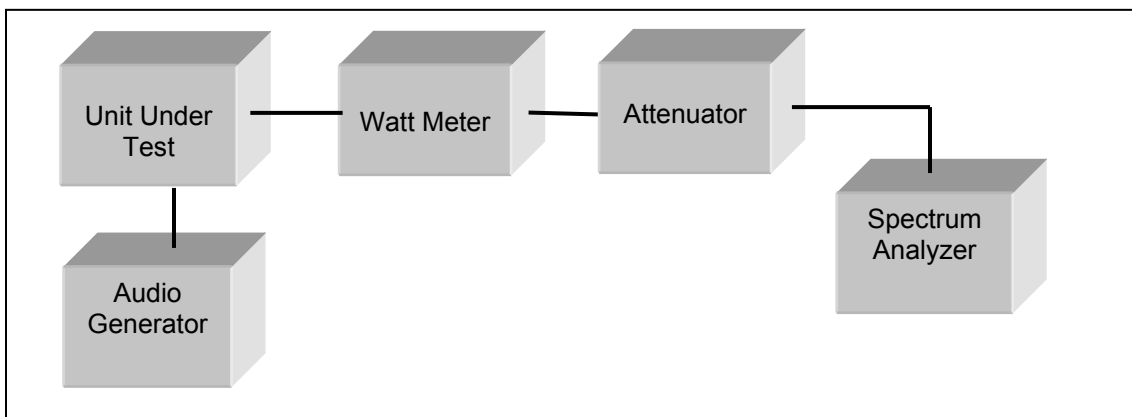 Unit Under
Test
Watt Meter
Attenuator
Spectrum
Analyzer
Audio
Generator